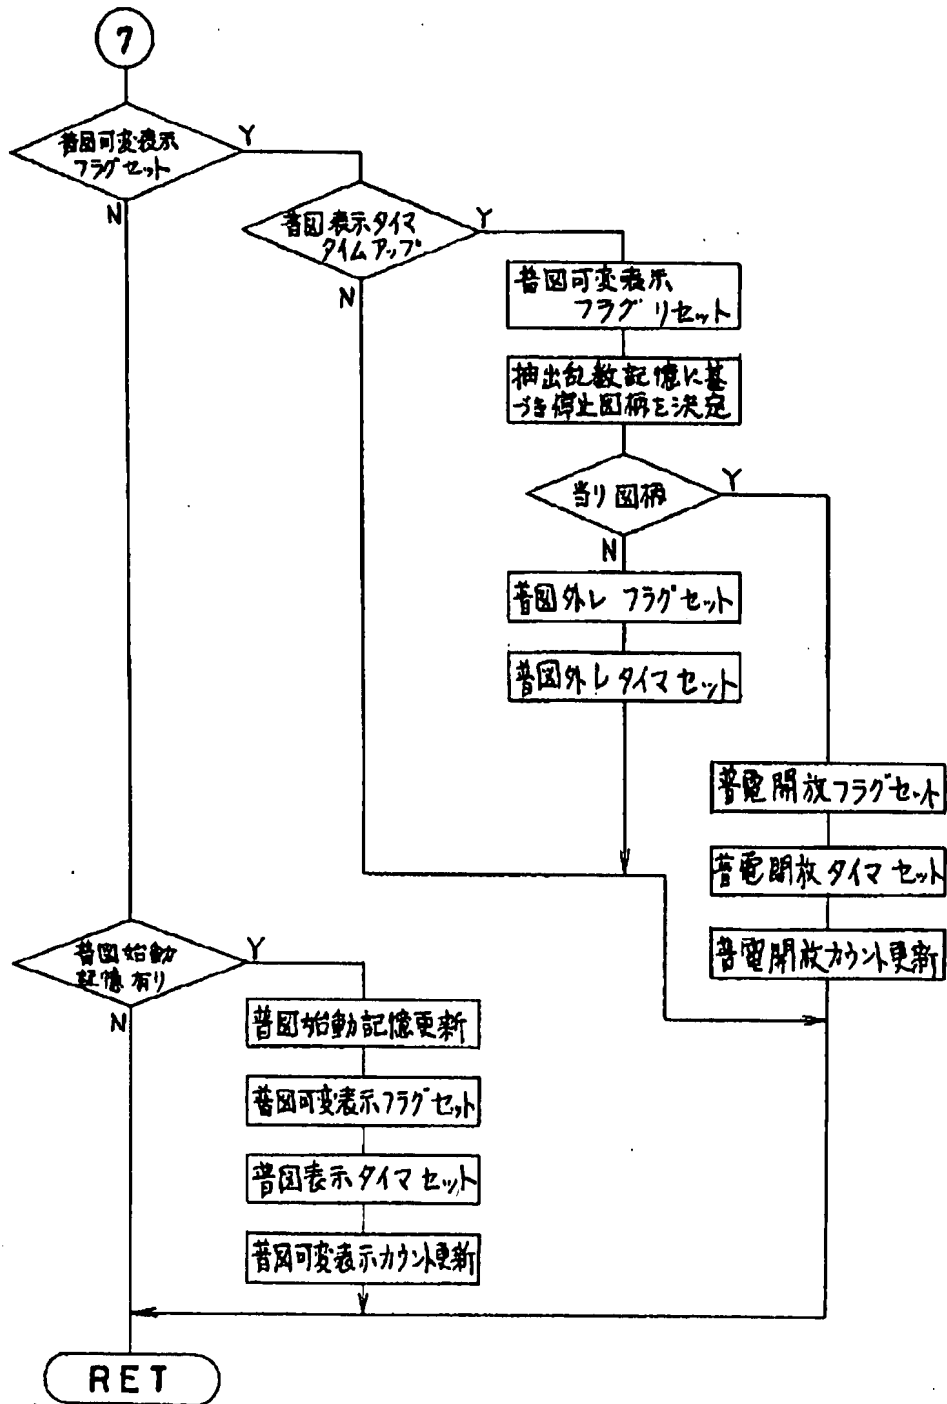 7
普図可変表示
フラグセット
Y
N
普図表示タイマ
タイムアップ
Y
N
普図可変表示
フラグリセット
抽出乱数記憶に基
づき停止図柄を決定
当り図柄
Y
N
普図外レフラグセット
普図外レタイマセット
普電開放フラグセット
普電開放タイマセット
普電開放カウント更新
普図始動
記憶有り
Y
N
普図始動記憶更新
普図可変表示フラグセット
普図表示タイマセット
普図可変表示カウント更新
RET